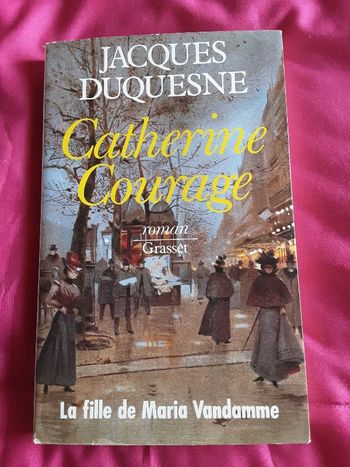 JACQUES
DUQUESNE
Catherine
Courage
roman
Grasset
La fille de Maria Vandamme